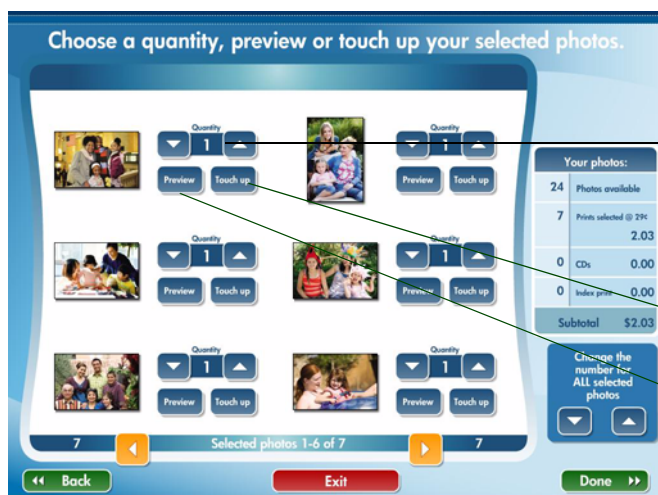 Choose a quantity, preview or touch up your selected photos.
Quantity
1
Preview
Touch up
Quantity
1
Preview
Touch up
Quantity
1
Preview
Touch up
Quantity
1
Preview
Touch up
Quantity
1
Preview
Touch up
Quantity
1
Preview
Touch up
7
Selected photos 1-6 of 7
7
Your photos:
24 Photos available
7 Prints selected @ 29¢
2.03
0 CDs 0.00
0 Index print 0.00
Subtotal $2.03
Change the
number for
ALL selected
photos
Back
Exit
Done